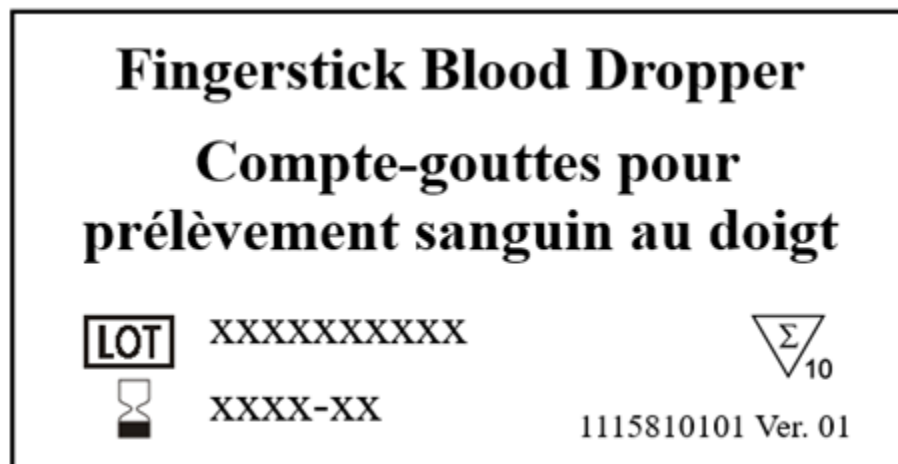 Fingerstick Blood Dropper
Compte-gouttes pour
prélèvement sanguin au doigt
LOT xxxxxxxxxx
Σ 10
xxxx-xx
1115810101 Ver. 01